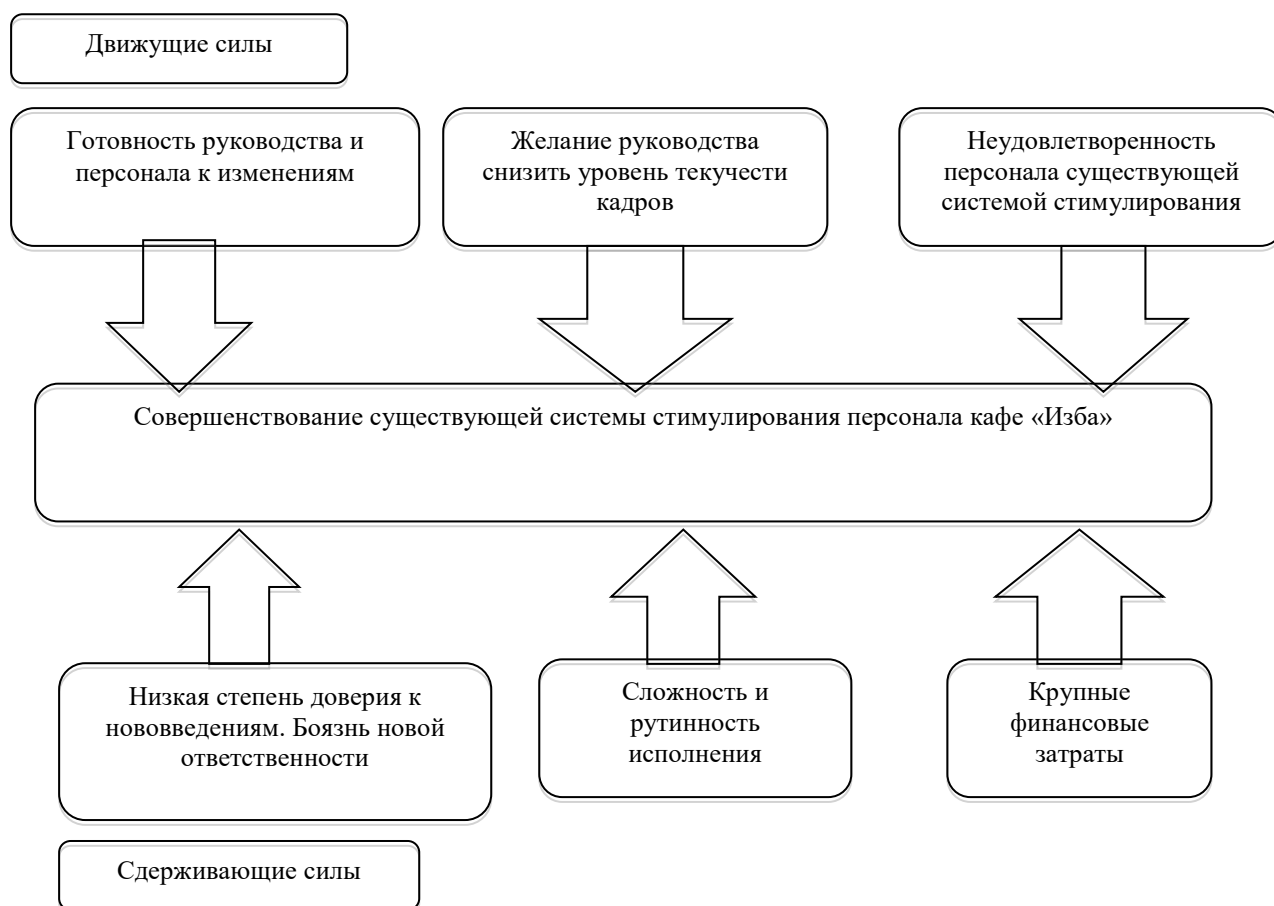 Движущие силы
Готовность руководства и
персонала к изменениям
Желание руководства
снизить уровень текучести
кадров
Неудовлетворенность
персонала существующей
системой стимулирования
Совершенствование существующей системы стимулирования персонала кафе «Изба»
Низкая степень доверия к
нововведениям. Боязнь новой
ответственности
Сложность и
рутинность
исполнения
Крупные
финансовые
затраты
Сдерживающие силы